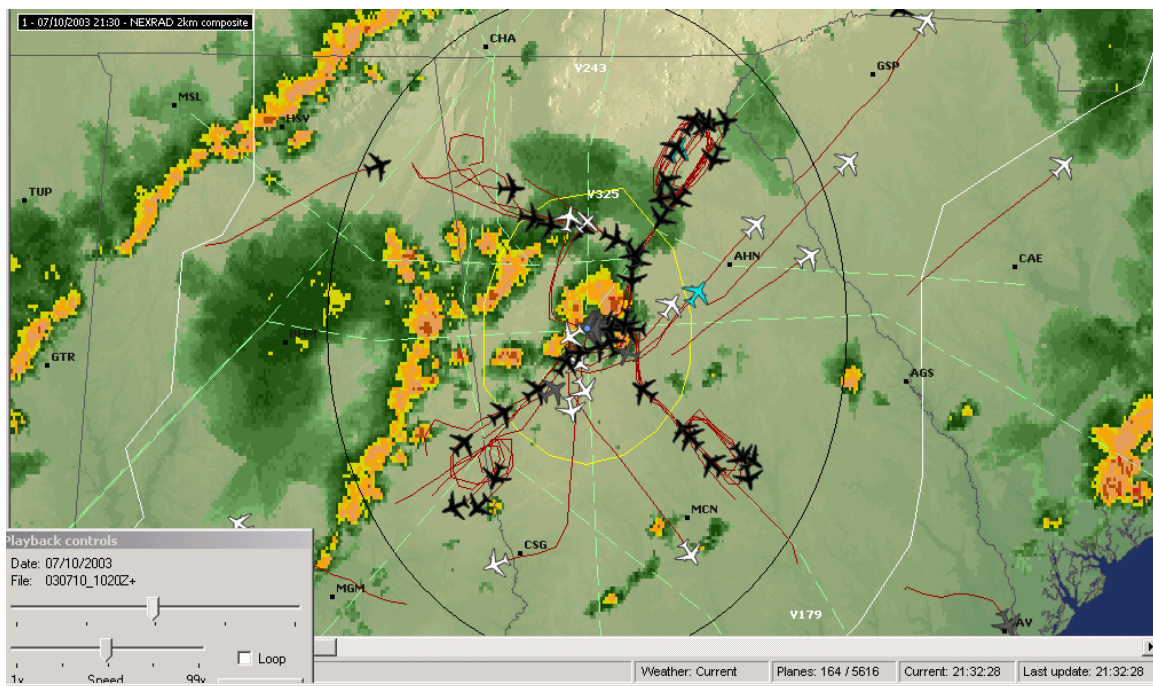 1 - 07/10/2003 21:30 - NEXRAD 2km composite
CHA
V243
GSP
MSL
HSV
TUP
V325
AHN
CAE
GTR
AGS
MCN
CSG
MGM
V179
AV
Playback controls
Date: 07/10/2003
File: 030710_1020Z+
Loop
1x Speed 99x
Weather: Current
Planes: 164 / 5616
Current: 21:32:28
Last update: 21:32:28